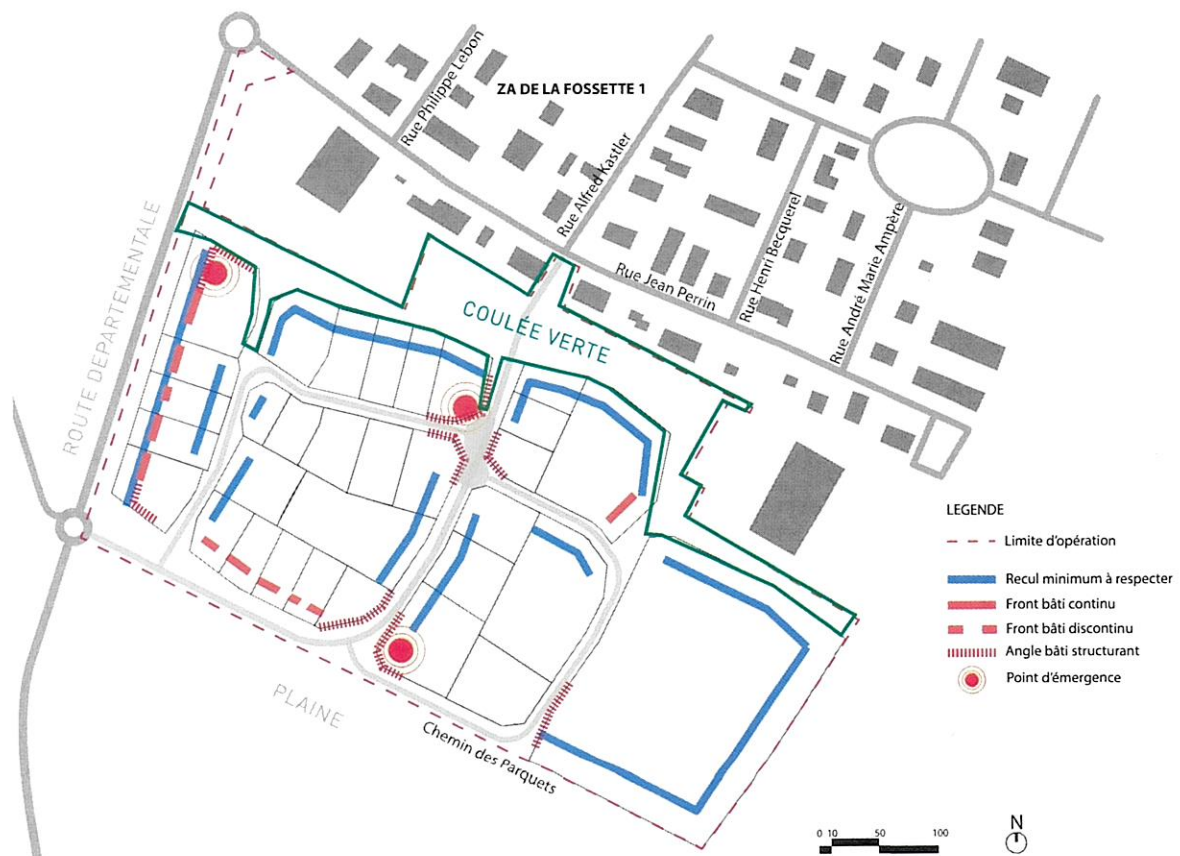 Rue Philippe Lebon
ZA DE LA FOSSETTE 1
Rue Alfred Kastler
Rue Henri Becquerel
Rue André Marie Ampère
Rue Jean Perrin
ROUTE DEPARTEMENTALE
COULÉE VERTE
PLAINE
Chemin des Parquets
LEGENDE
Limite d'opération
Recul minimum à respecter
Front bâti continu
Front bâti discontinu
Angle bâti structurant
Point d'émergence
0 10 50 100
N